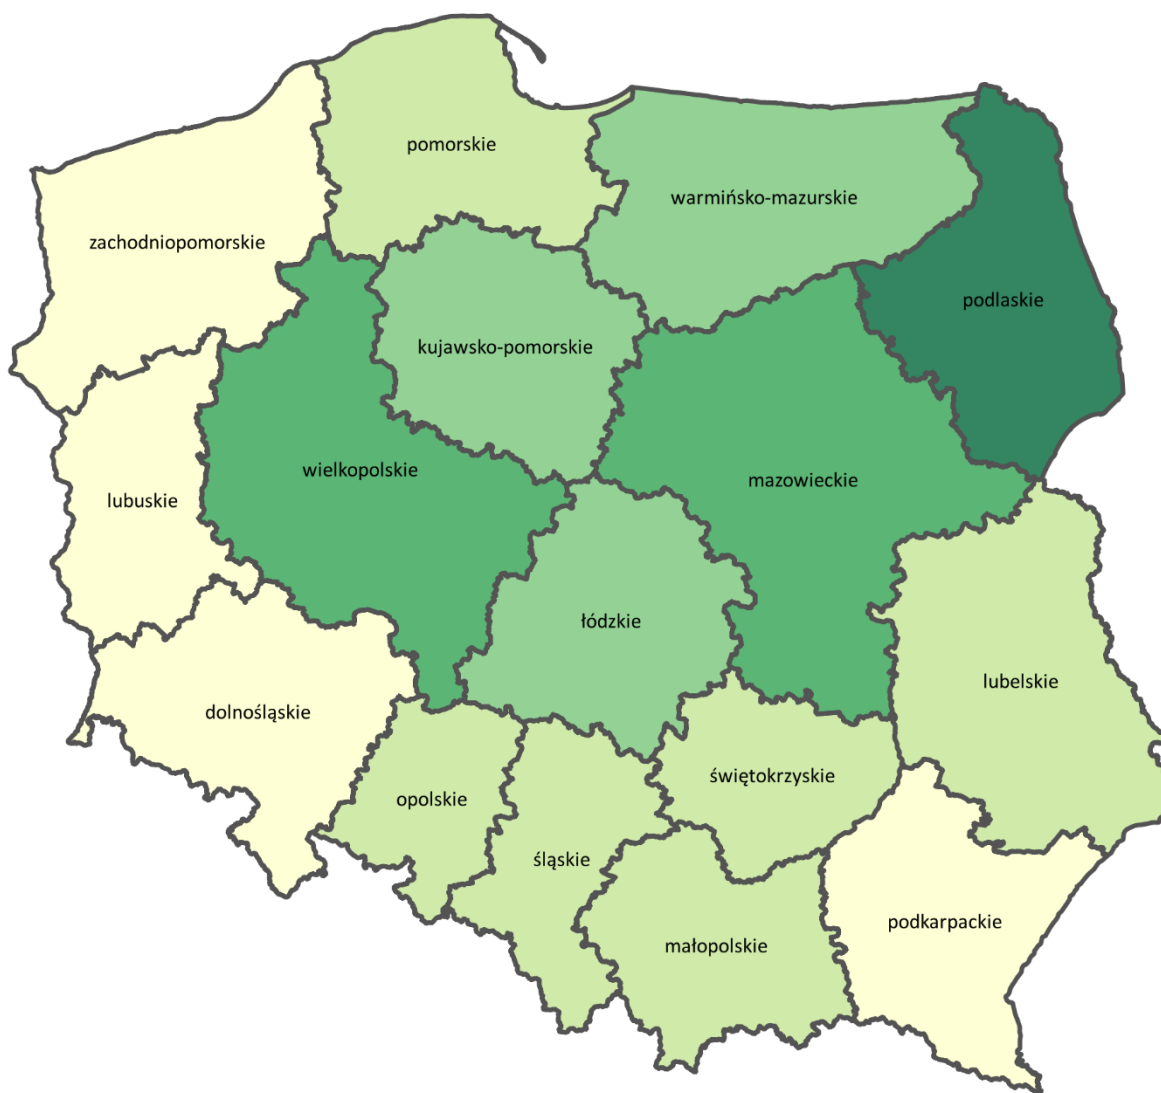 pomorskie
warmińsko-mazurskie
zachodniopomorskie
podlaskie
kujawsko-pomorskie
wielkopolskie
mazowieckie
lubuskie
łódzkie
lubelskie
dolnośląskie
świętokrzyskie
opolskie
śląskie
podkarpackie
małopolskie